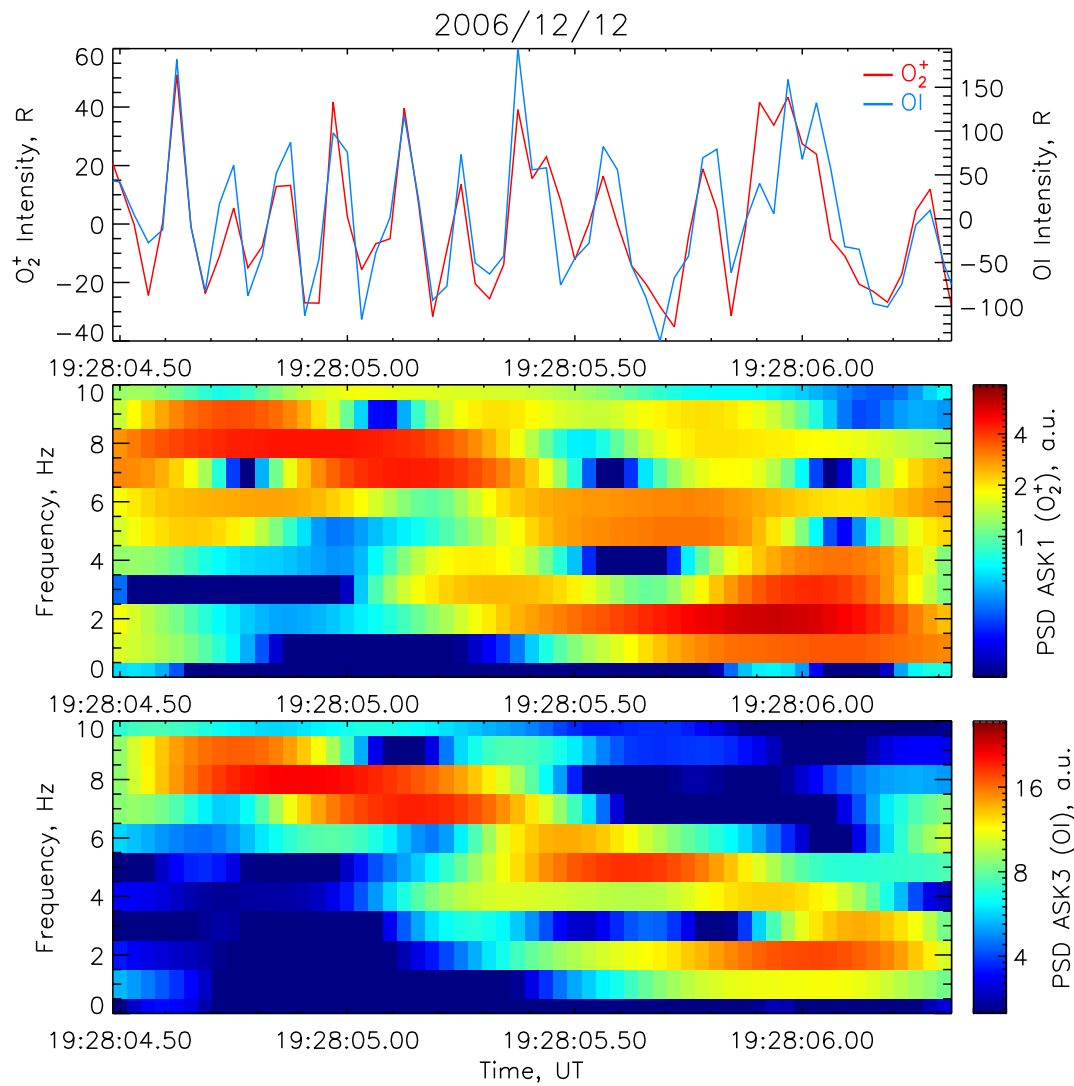 2006/12/12
O₂⁺ Intensity, R
60
40
20
0
−20
−40
O₂⁺
OI
150
100
50
0
−50
−100
OI Intensity, R
19:28:04.50 19:28:05.00 19:28:05.50 19:28:06.00
Frequency, Hz
10
8
6
4
2
0
4
2
1
PSD ASK1 (O₂⁺), a.u.
19:28:04.50 19:28:05.00 19:28:05.50 19:28:06.00
Frequency, Hz
10
8
6
4
2
0
16
8
4
PSD ASK3 (OI), a.u.
19:28:04.50 19:28:05.00 19:28:05.50 19:28:06.00
Time, UT